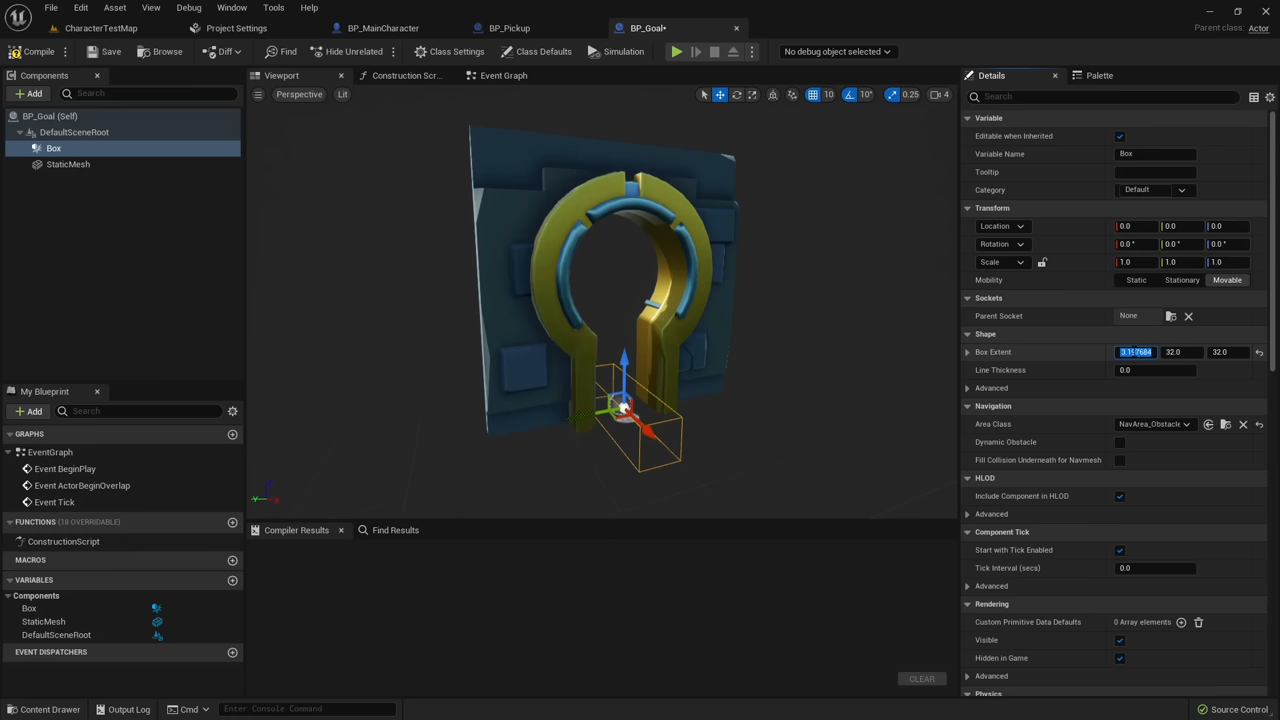 File Edit Asset View Debug Window Tools Help
CharacterTestMap Project Settings BP_MainCharacter BP_Pickup BP_Goal• Parent class: Actor
Compile Save Browse Diff Find Hide Unrelated Class Settings Class Defaults Simulation No debug object selected
Components
Add Search
BP_Goal (Self)
DefaultSceneRoot
Box
StaticMesh
My Blueprint
Add Search
GRAPHS
EventGraph
Event BeginPlay
Event ActorBeginOverlap
Event Tick
FUNCTIONS (18 OVERRIDABLE)
ConstructionScript
MACROS
VARIABLES
Components
Box
StaticMesh
DefaultSceneRoot
EVENT DISPATCHERS
Viewport Construction Scr... Event Graph
Perspective Lit 10 10° 0.25 4
Compiler Results Find Results
CLEAR
Details Palette
Search
Variable
Editable when Inherited
Variable Name Box
Tooltip
Category Default
Transform
Location 0.0 0.0 0.0
Rotation 0.0 ° 0.0 ° 0.0 °
Scale 1.0 1.0 1.0
Mobility Static Stationary Movable
Sockets
Parent Socket None
Shape
Box Extent 32.0 32.0
Line Thickness 0.0
Advanced
Navigation
Area Class NavArea_Obstacle
Dynamic Obstacle
Fill Collision Underneath for Navmesh
HLOD
Include Component in HLOD
Advanced
Component Tick
Start with Tick Enabled
Tick Interval (secs) 0.0
Advanced
Rendering
Custom Primitive Data Defaults 0 Array elements
Visible
Hidden in Game
Advanced
Physics
Content Drawer Output Log Cmd Enter Console Command Source Control